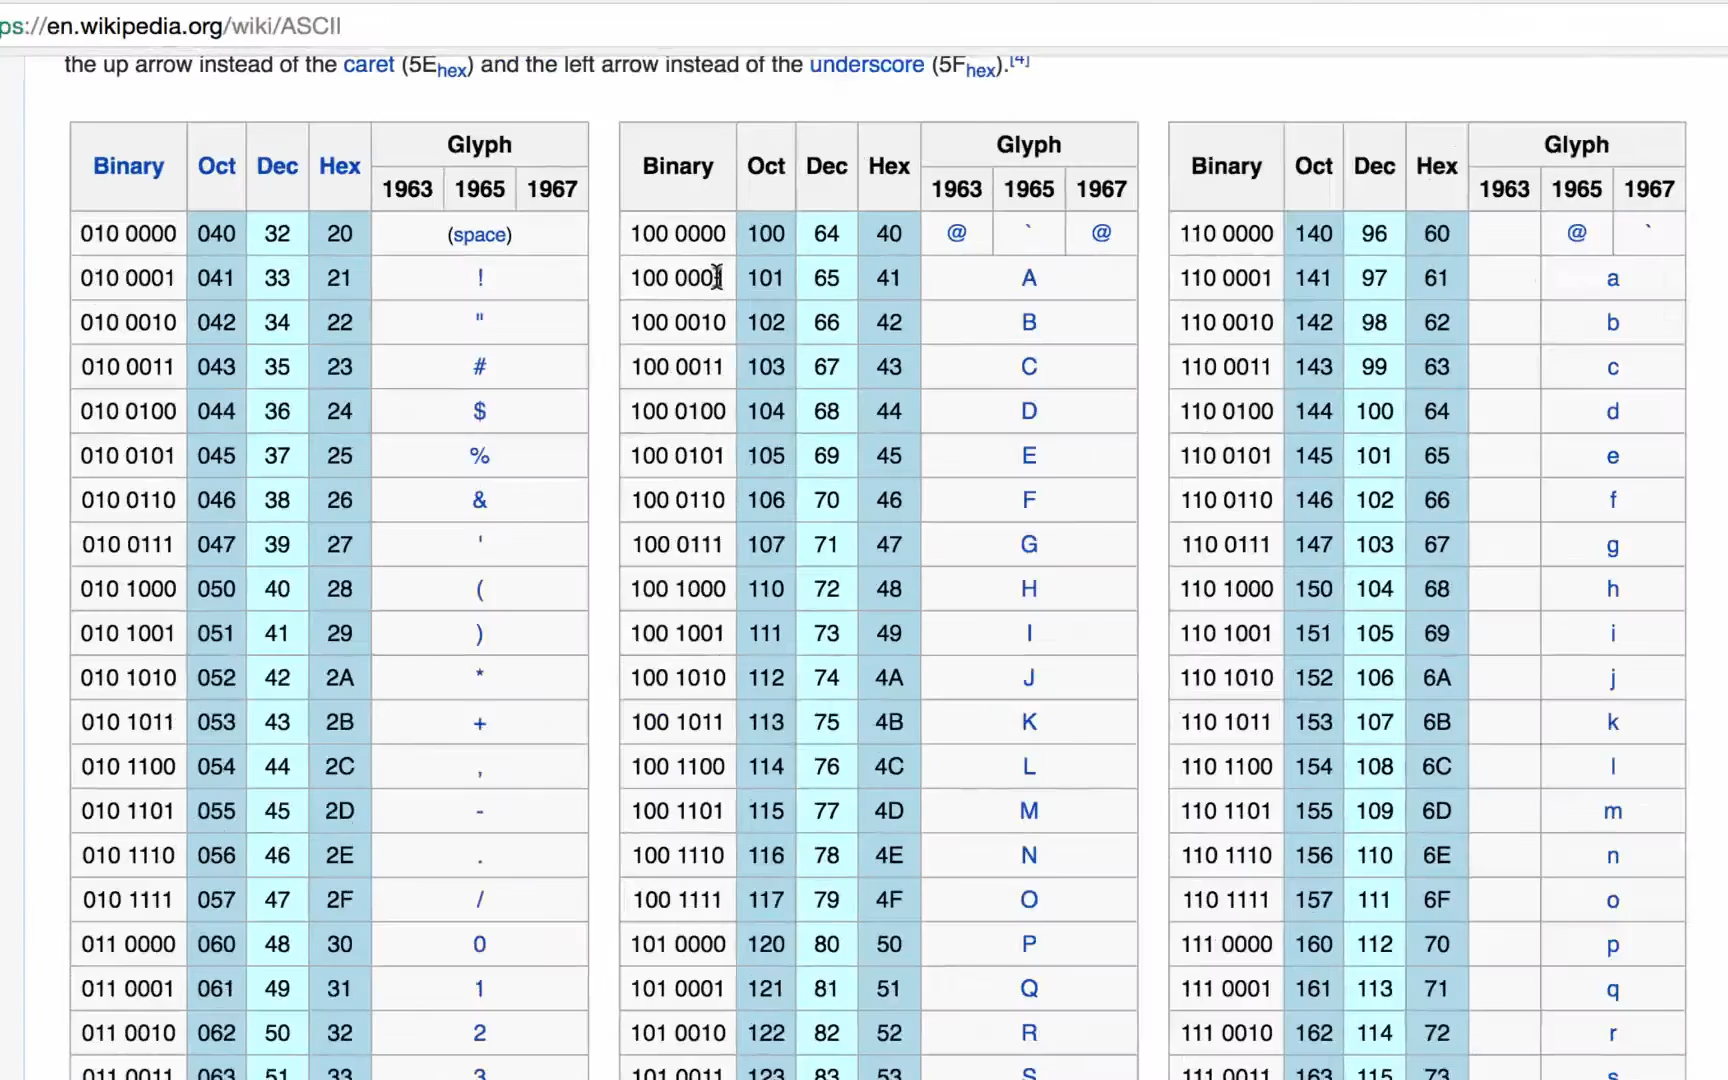 ps://en.wikipedia.org/wiki/ASCII
the up arrow instead of the caret (5Ehex) and the left arrow instead of the underscore (5Fhex).[4]
Binary Oct Dec Hex Glyph Binary Oct Dec Hex Glyph Binary Oct Dec Hex Glyph
1963 1965 1967 1963 1965 1967 1963 1965 1967
010 0000 040 32 20 (space) 100 0000 100 64 40 @ ` @ 110 0000 140 96 60 @ `
010 0001 041 33 21 ! 100 0001 101 65 41 A 110 0001 141 97 61 a
010 0010 042 34 22 " 100 0010 102 66 42 B 110 0010 142 98 62 b
010 0011 043 35 23 # 100 0011 103 67 43 C 110 0011 143 99 63 c
010 0100 044 36 24 $ 100 0100 104 68 44 D 110 0100 144 100 64 d
010 0101 045 37 25 % 100 0101 105 69 45 E 110 0101 145 101 65 e
010 0110 046 38 26 & 100 0110 106 70 46 F 110 0110 146 102 66 f
010 0111 047 39 27 ' 100 0111 107 71 47 G 110 0111 147 103 67 g
010 1000 050 40 28 ( 100 1000 110 72 48 H 110 1000 150 104 68 h
010 1001 051 41 29 ) 100 1001 111 73 49 I 110 1001 151 105 69 i
010 1010 052 42 2A * 100 1010 112 74 4A J 110 1010 152 106 6A j
010 1011 053 43 2B + 100 1011 113 75 4B K 110 1011 153 107 6B k
010 1100 054 44 2C , 100 1100 114 76 4C L 110 1100 154 108 6C l
010 1101 055 45 2D - 100 1101 115 77 4D M 110 1101 155 109 6D m
010 1110 056 46 2E . 100 1110 116 78 4E N 110 1110 156 110 6E n
010 1111 057 47 2F / 100 1111 117 79 4F O 110 1111 157 111 6F o
011 0000 060 48 30 0 101 0000 120 80 50 P 111 0000 160 112 70 p
011 0001 061 49 31 1 101 0001 121 81 51 Q 111 0001 161 113 71 q
011 0010 062 50 32 2 101 0010 122 82 52 R 111 0010 162 114 72 r
011 0011 063 51 33 3 101 0011 123 83 53 S 111 0011 163 115 73 s